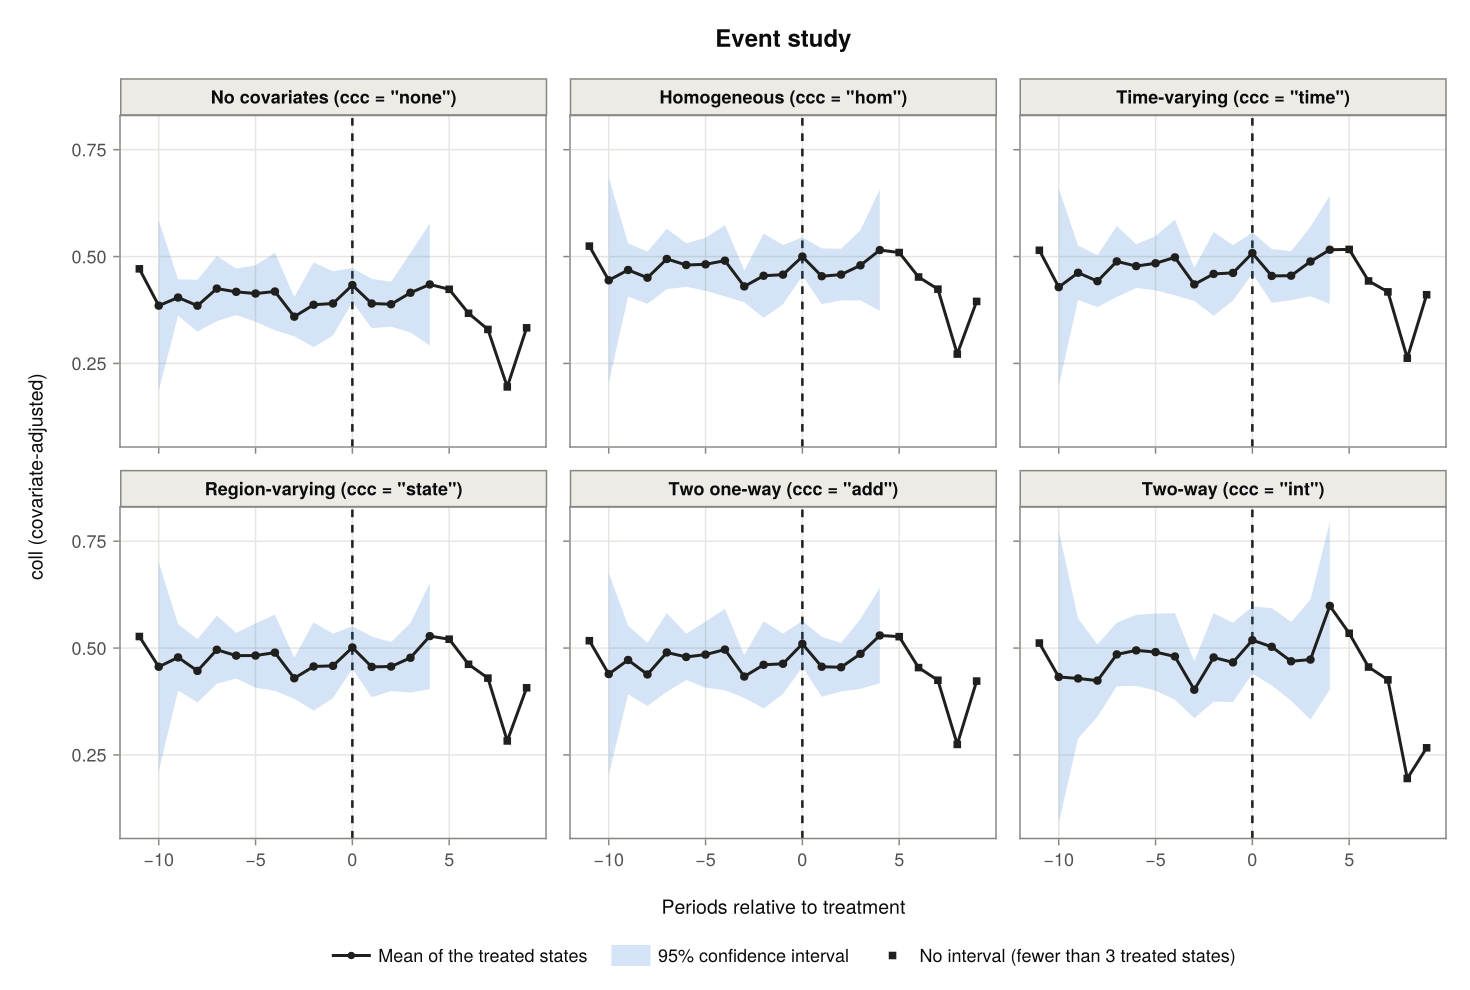 Event study
No covariates (ccc = "none")
Homogeneous (ccc = "hom")
Time-varying (ccc = "time")
0.75
0.50
0.25
coll (covariate-adjusted)
Region-varying (ccc = "state")
Two one-way (ccc = "add")
Two-way (ccc = "int")
0.75
0.50
0.25
−10 −5 0 5
−10 −5 0 5
−10 −5 0 5
Periods relative to treatment
Mean of the treated states
95% confidence interval
No interval (fewer than 3 treated states)